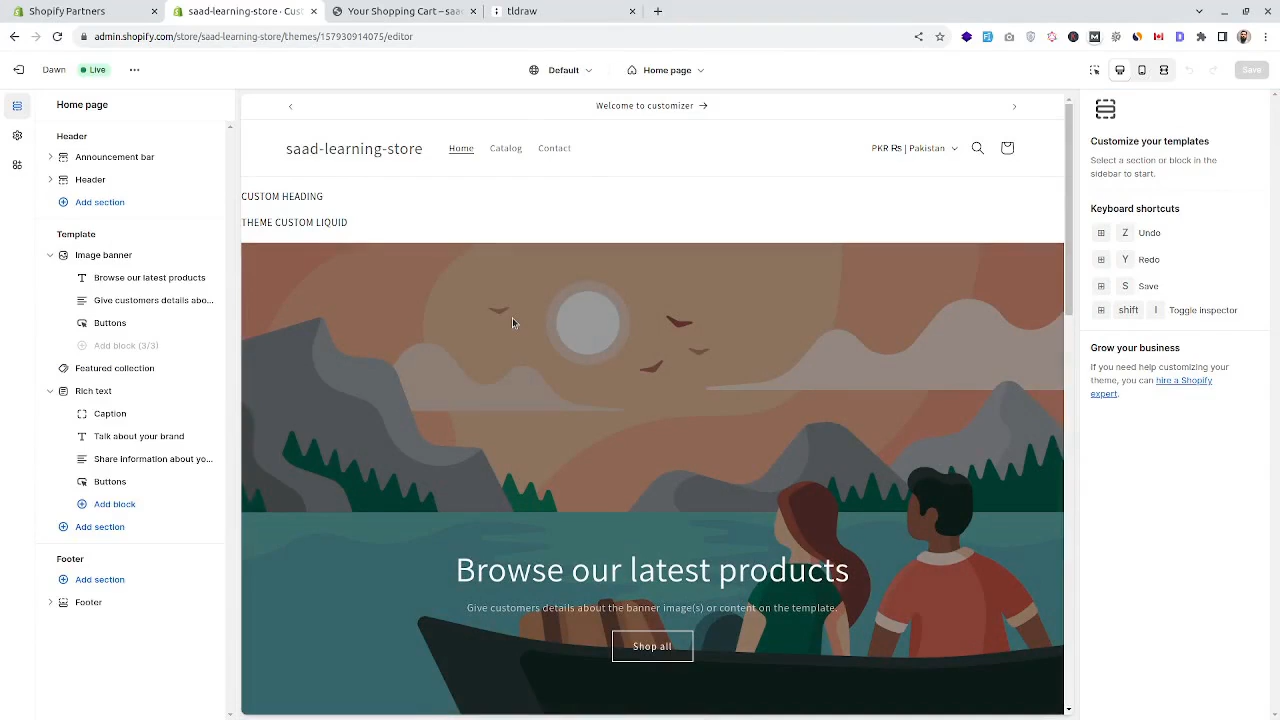 Shopify Partners
saad-learning-store · Cust
Your Shopping Cart – saa
tldraw
admin.shopify.com/store/saad-learning-store/themes/157930914075/editor
Dawn
Live
Default
Home page
Save
Home page
Header
Announcement bar
Header
Add section
Template
Image banner
Browse our latest products
Give customers details abo...
Buttons
Add block (3/3)
Featured collection
Rich text
Caption
Talk about your brand
Share information about yo...
Buttons
Add block
Add section
Footer
Add section
Footer
Welcome to customizer
saad-learning-store
Home
Catalog
Contact
PKR ₨ | Pakistan
CUSTOM HEADING
THEME CUSTOM LIQUID
Browse our latest products
Give customers details about the banner image(s) or content on the template.
Shop all
Customize your templates
Select a section or block in the
sidebar to start.
Keyboard shortcuts
Z Undo
Y Redo
S Save
shift I Toggle inspector
Grow your business
If you need help customizing your
theme, you can hire a Shopify
expert.